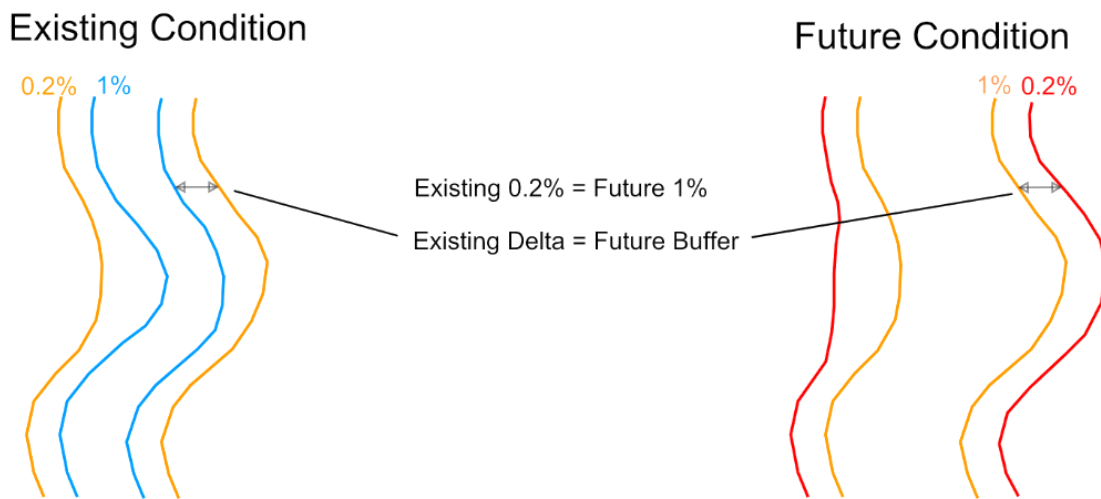 Existing Condition
Future Condition
0.2% 1%
1% 0.2%
Existing 0.2% = Future 1%
Existing Delta = Future Buffer